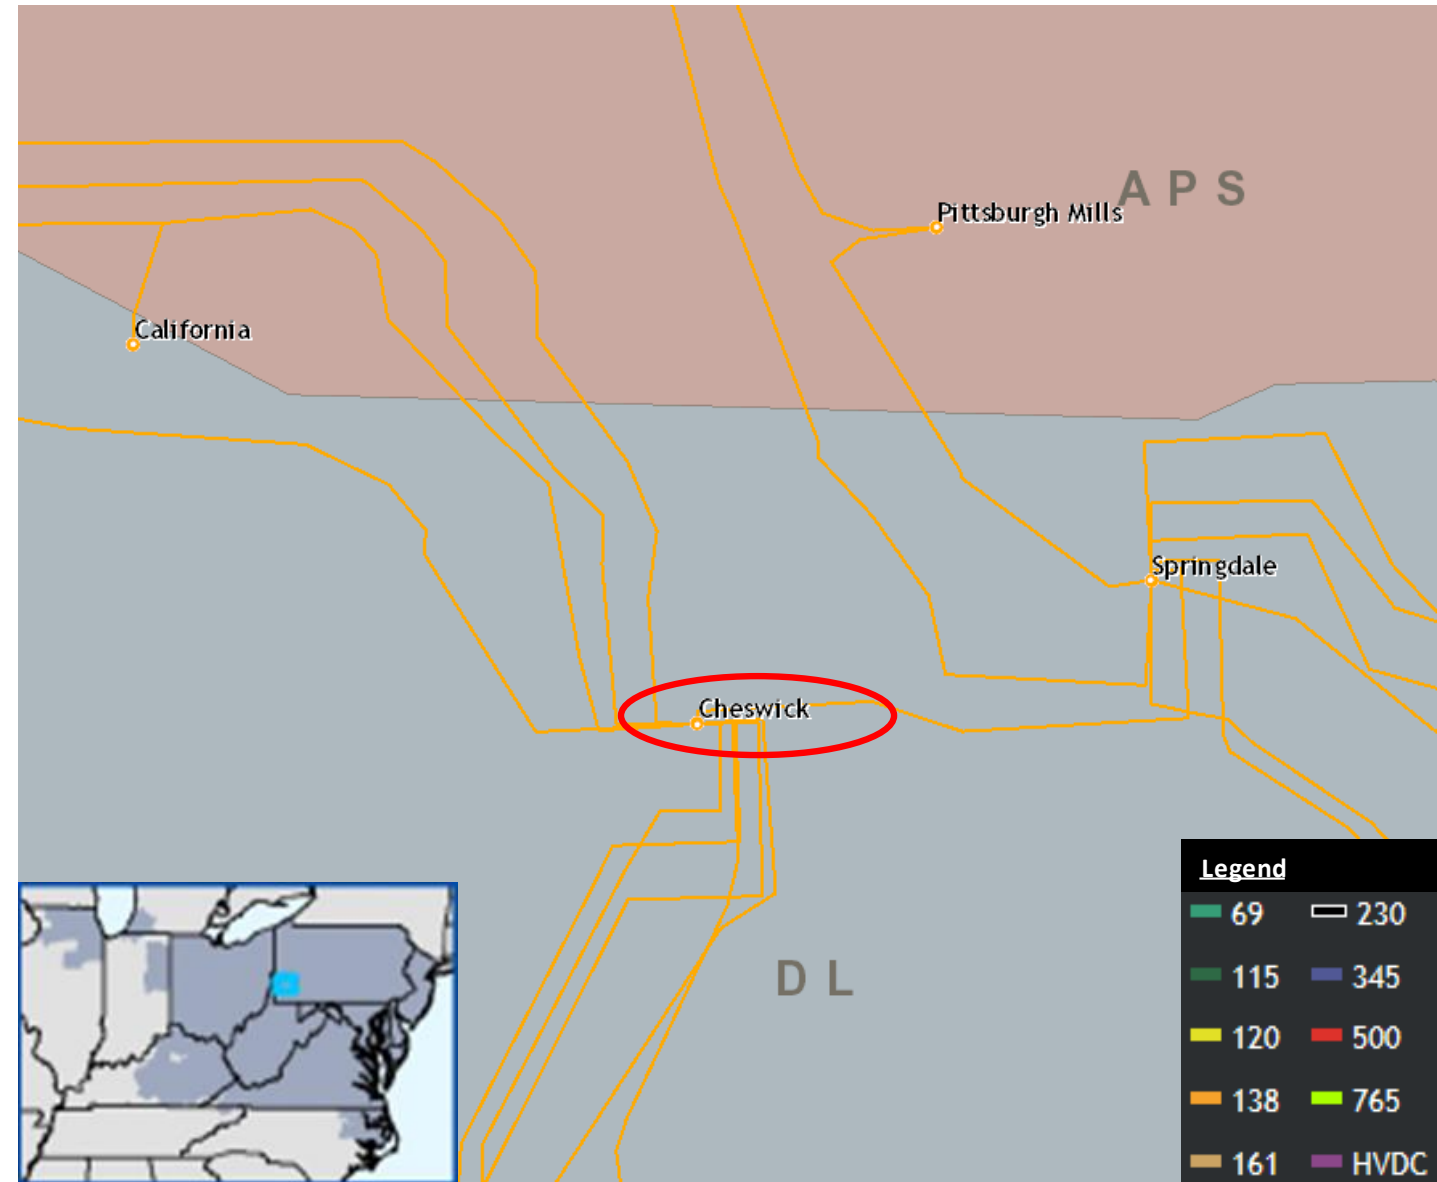 A P S
Pittsburgh Mills
California
Springdale
Cheswick
D L
Legend
69 230
115 345
120 500
138 765
161 HVDC